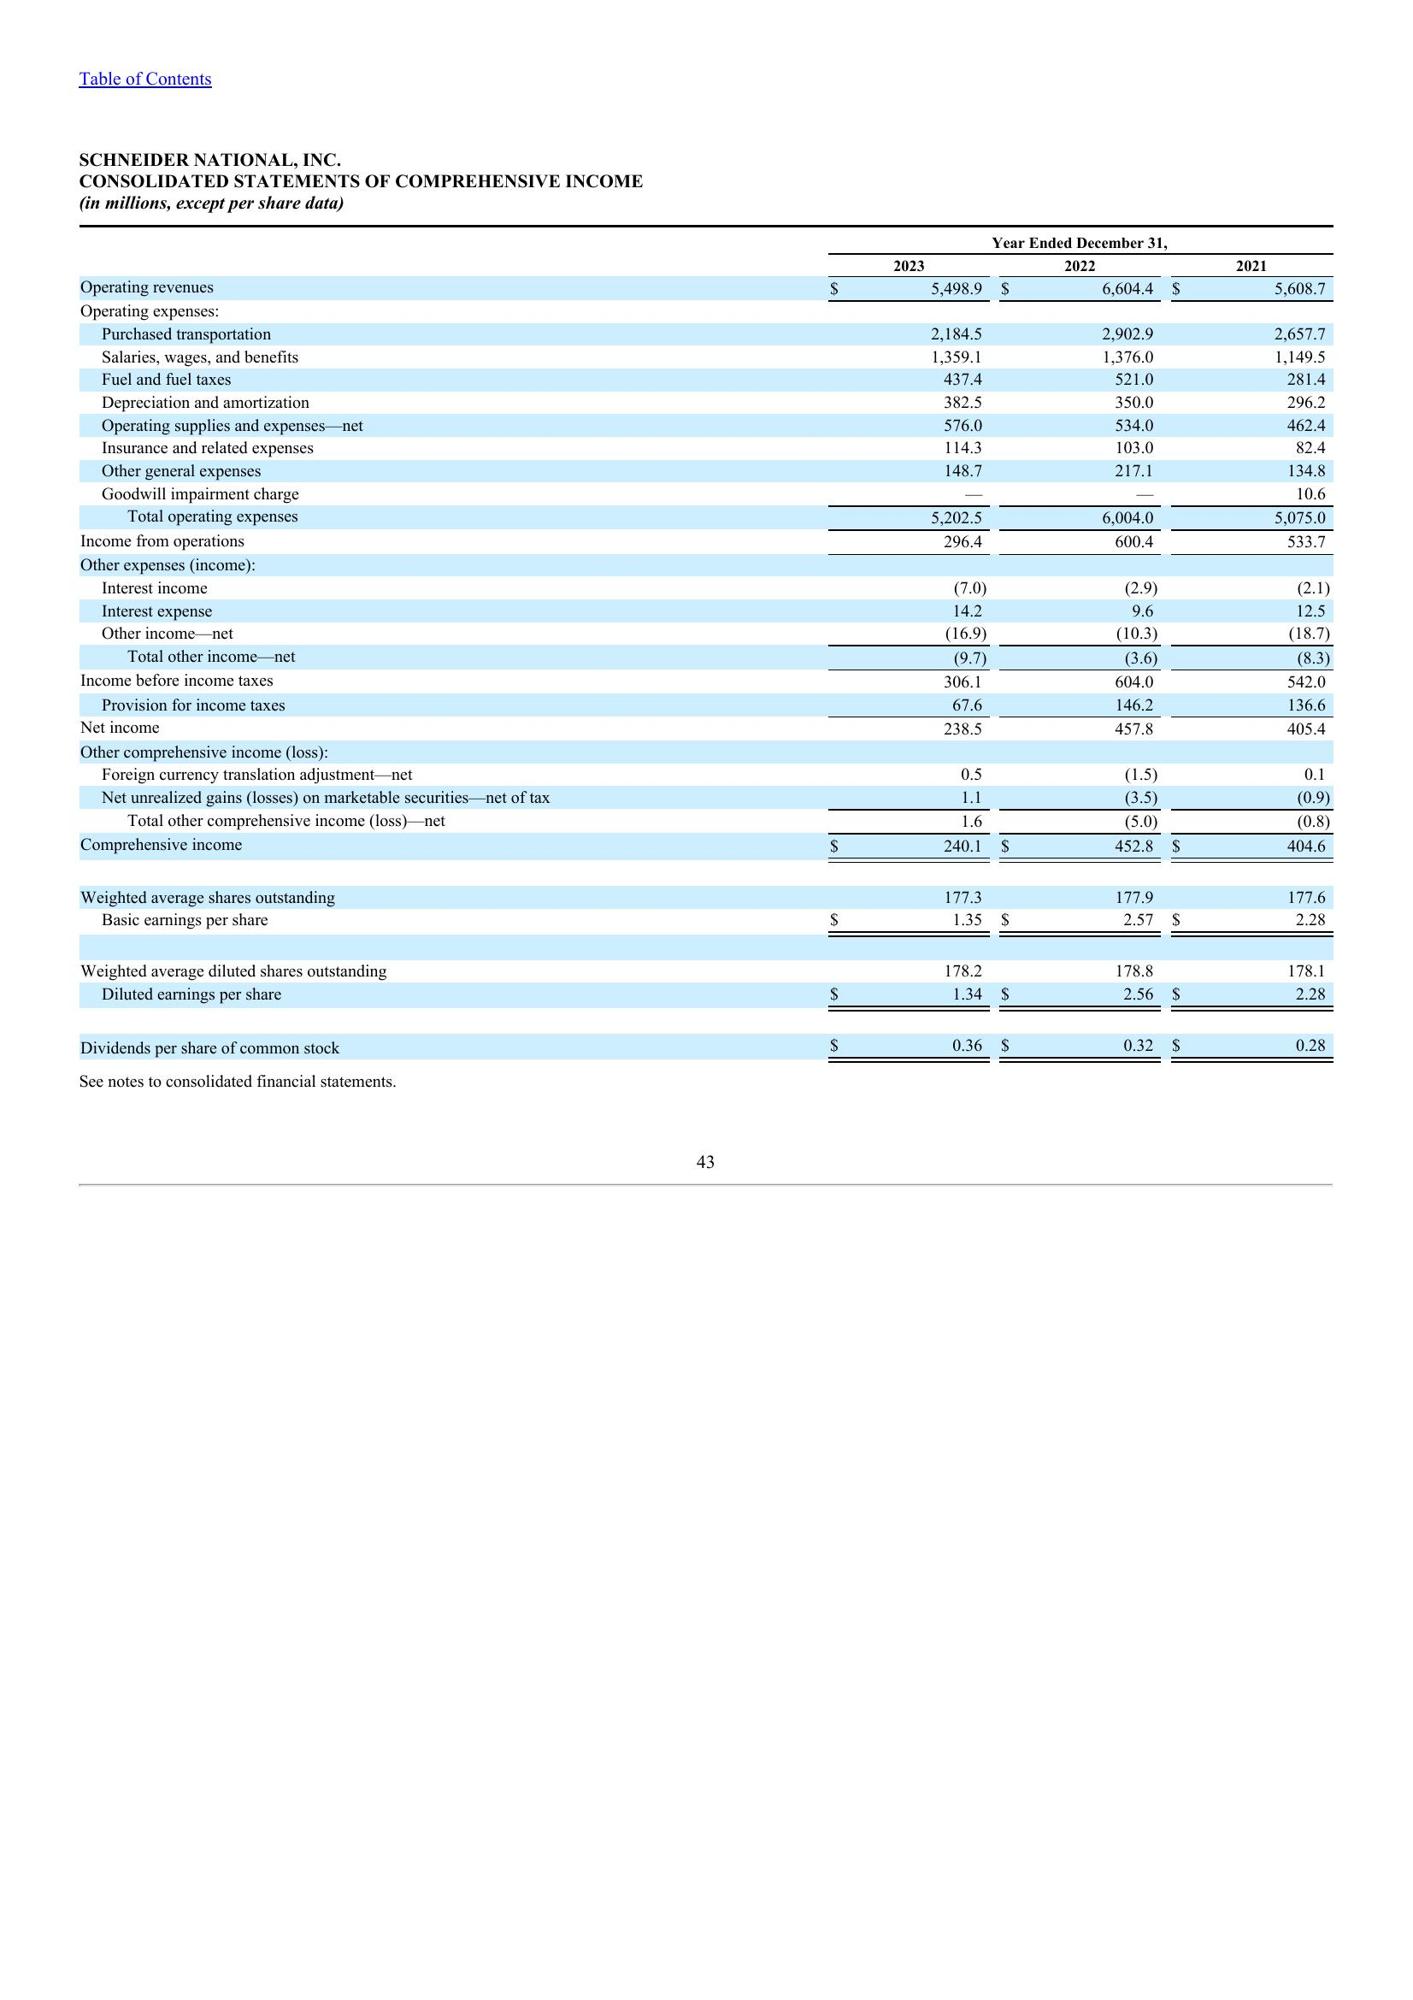 Table of Contents
SCHNEIDER NATIONAL, INC.
CONSOLIDATED STATEMENTS OF COMPREHENSIVE INCOME
(in millions, except per share data)
Year Ended December 31,
2023 2022 2021
Operating revenues $ 5,498.9 $ 6,604.4 $ 5,608.7
Operating expenses:
Purchased transportation 2,184.5 2,902.9 2,657.7
Salaries, wages, and benefits 1,359.1 1,376.0 1,149.5
Fuel and fuel taxes 437.4 521.0 281.4
Depreciation and amortization 382.5 350.0 296.2
Operating supplies and expenses—net 576.0 534.0 462.4
Insurance and related expenses 114.3 103.0 82.4
Other general expenses 148.7 217.1 134.8
Goodwill impairment charge — — 10.6
Total operating expenses 5,202.5 6,004.0 5,075.0
Income from operations 296.4 600.4 533.7
Other expenses (income):
Interest income (7.0) (2.9) (2.1)
Interest expense 14.2 9.6 12.5
Other income—net (16.9) (10.3) (18.7)
Total other income—net (9.7) (3.6) (8.3)
Income before income taxes 306.1 604.0 542.0
Provision for income taxes 67.6 146.2 136.6
Net income 238.5 457.8 405.4
Other comprehensive income (loss):
Foreign currency translation adjustment—net 0.5 (1.5) 0.1
Net unrealized gains (losses) on marketable securities—net of tax 1.1 (3.5) (0.9)
Total other comprehensive income (loss)—net 1.6 (5.0) (0.8)
Comprehensive income $ 240.1 $ 452.8 $ 404.6
Weighted average shares outstanding 177.3 177.9 177.6
Basic earnings per share $ 1.35 $ 2.57 $ 2.28
Weighted average diluted shares outstanding 178.2 178.8 178.1
Diluted earnings per share $ 1.34 $ 2.56 $ 2.28
Dividends per share of common stock $ 0.36 $ 0.32 $ 0.28
See notes to consolidated financial statements.
43